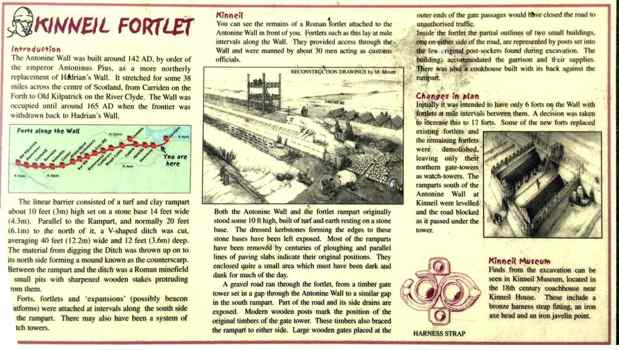 KINNEIL FORTLET
Introduction
The Antonine Wall was built around 142 AD, by order of
the emperor Antoninus Pius, as a more northerly
replacement of Hadrian's Wall. It stretched for some 38
miles across the centre of Scotland, from Carriden on the
Forth to Old Kilpatrick on the River Clyde. The Wall was
occupied until around 165 AD when the frontier was
withdrawn back to Hadrian's Wall.
Forts along the Wall
You are
here
The linear barrier consisted of a turf and clay rampart
about 10 feet (3m) high set on a stone base 14 feet wide
(4.3m). Parallel to the Rampart, and normally 20 feet
(6.1m) to the north of it, a V-shaped ditch was cut,
averaging 40 feet (12.2m) wide and 12 feet (3.6m) deep.
The material from digging the Ditch was thrown up on to
its north side forming a mound known as the counterscarp.
Between the rampart and the ditch was a Roman minefield
small pits with sharpened wooden stakes protruding
from them.
Forts, fortlets and 'expansions' (possibly beacon
platforms) were attached at intervals along the south side
the rampart. There may also have been a system of
tch towers.
Kinneil
You can see the remains of a Roman fortlet attached to the
Antonine Wall in front of you. Fortlets such as this lay at mile
intervals along the Wall. They provided access through the
Wall and were manned by about 30 men acting as customs
officials.
RECONSTRUCTION DRAWINGS by M. Moore
Both the Antonine Wall and the fortlet rampart originally
stood some 10 ft high, built of turf and earth resting on a stone
base. The dressed kerbstones forming the edges to these
stone bases have been left exposed. Most of the ramparts
have been removed by centuries of ploughing and parallel
lines of paving slabs indicate their original positions. They
enclosed quite a small area which must have been dark and
dank for much of the day.
A gravel road ran through the fortlet, from a timber gate
tower set in a gap through the Antonine Wall to a similar gap
in the south rampart. Part of the road and its side drains are
exposed. Modern wooden posts mark the position of the
original timbers of the gate tower. These timbers also braced
the rampart to either side. Large wooden gates placed at the
outer ends of the gate passages would have closed the road to
unauthorised traffic.
Inside the fortlet the partial outlines of two small buildings,
one on either side of the road, are represented by posts set into
the few original post-sockets found during excavation. The
buildings accommodated the garrison and their supplies.
There was also a cookhouse built with its back against the
rampart.
Changes in plan
Initially it was intended to have only 6 forts on the Wall with
fortlets at mile intervals between them. A decision was taken
to increase this to 17 forts. Some of the new forts replaced
existing fortlets and
the remaining fortlets
were demolished,
leaving only their
northern gate-towers
as watch-towers. The
ramparts south of the
Antonine Wall at
Kinneil were levelled
and the road blocked
as it passed under the
tower.
HARNESS STRAP
Kinneil Museum
Finds from the excavation can be
seen in Kinneil Museum, located in
the 18th century coachhouse near
Kinneil House. These include a
bronze harness strap fitting, an iron
axe head and an iron javelin point.